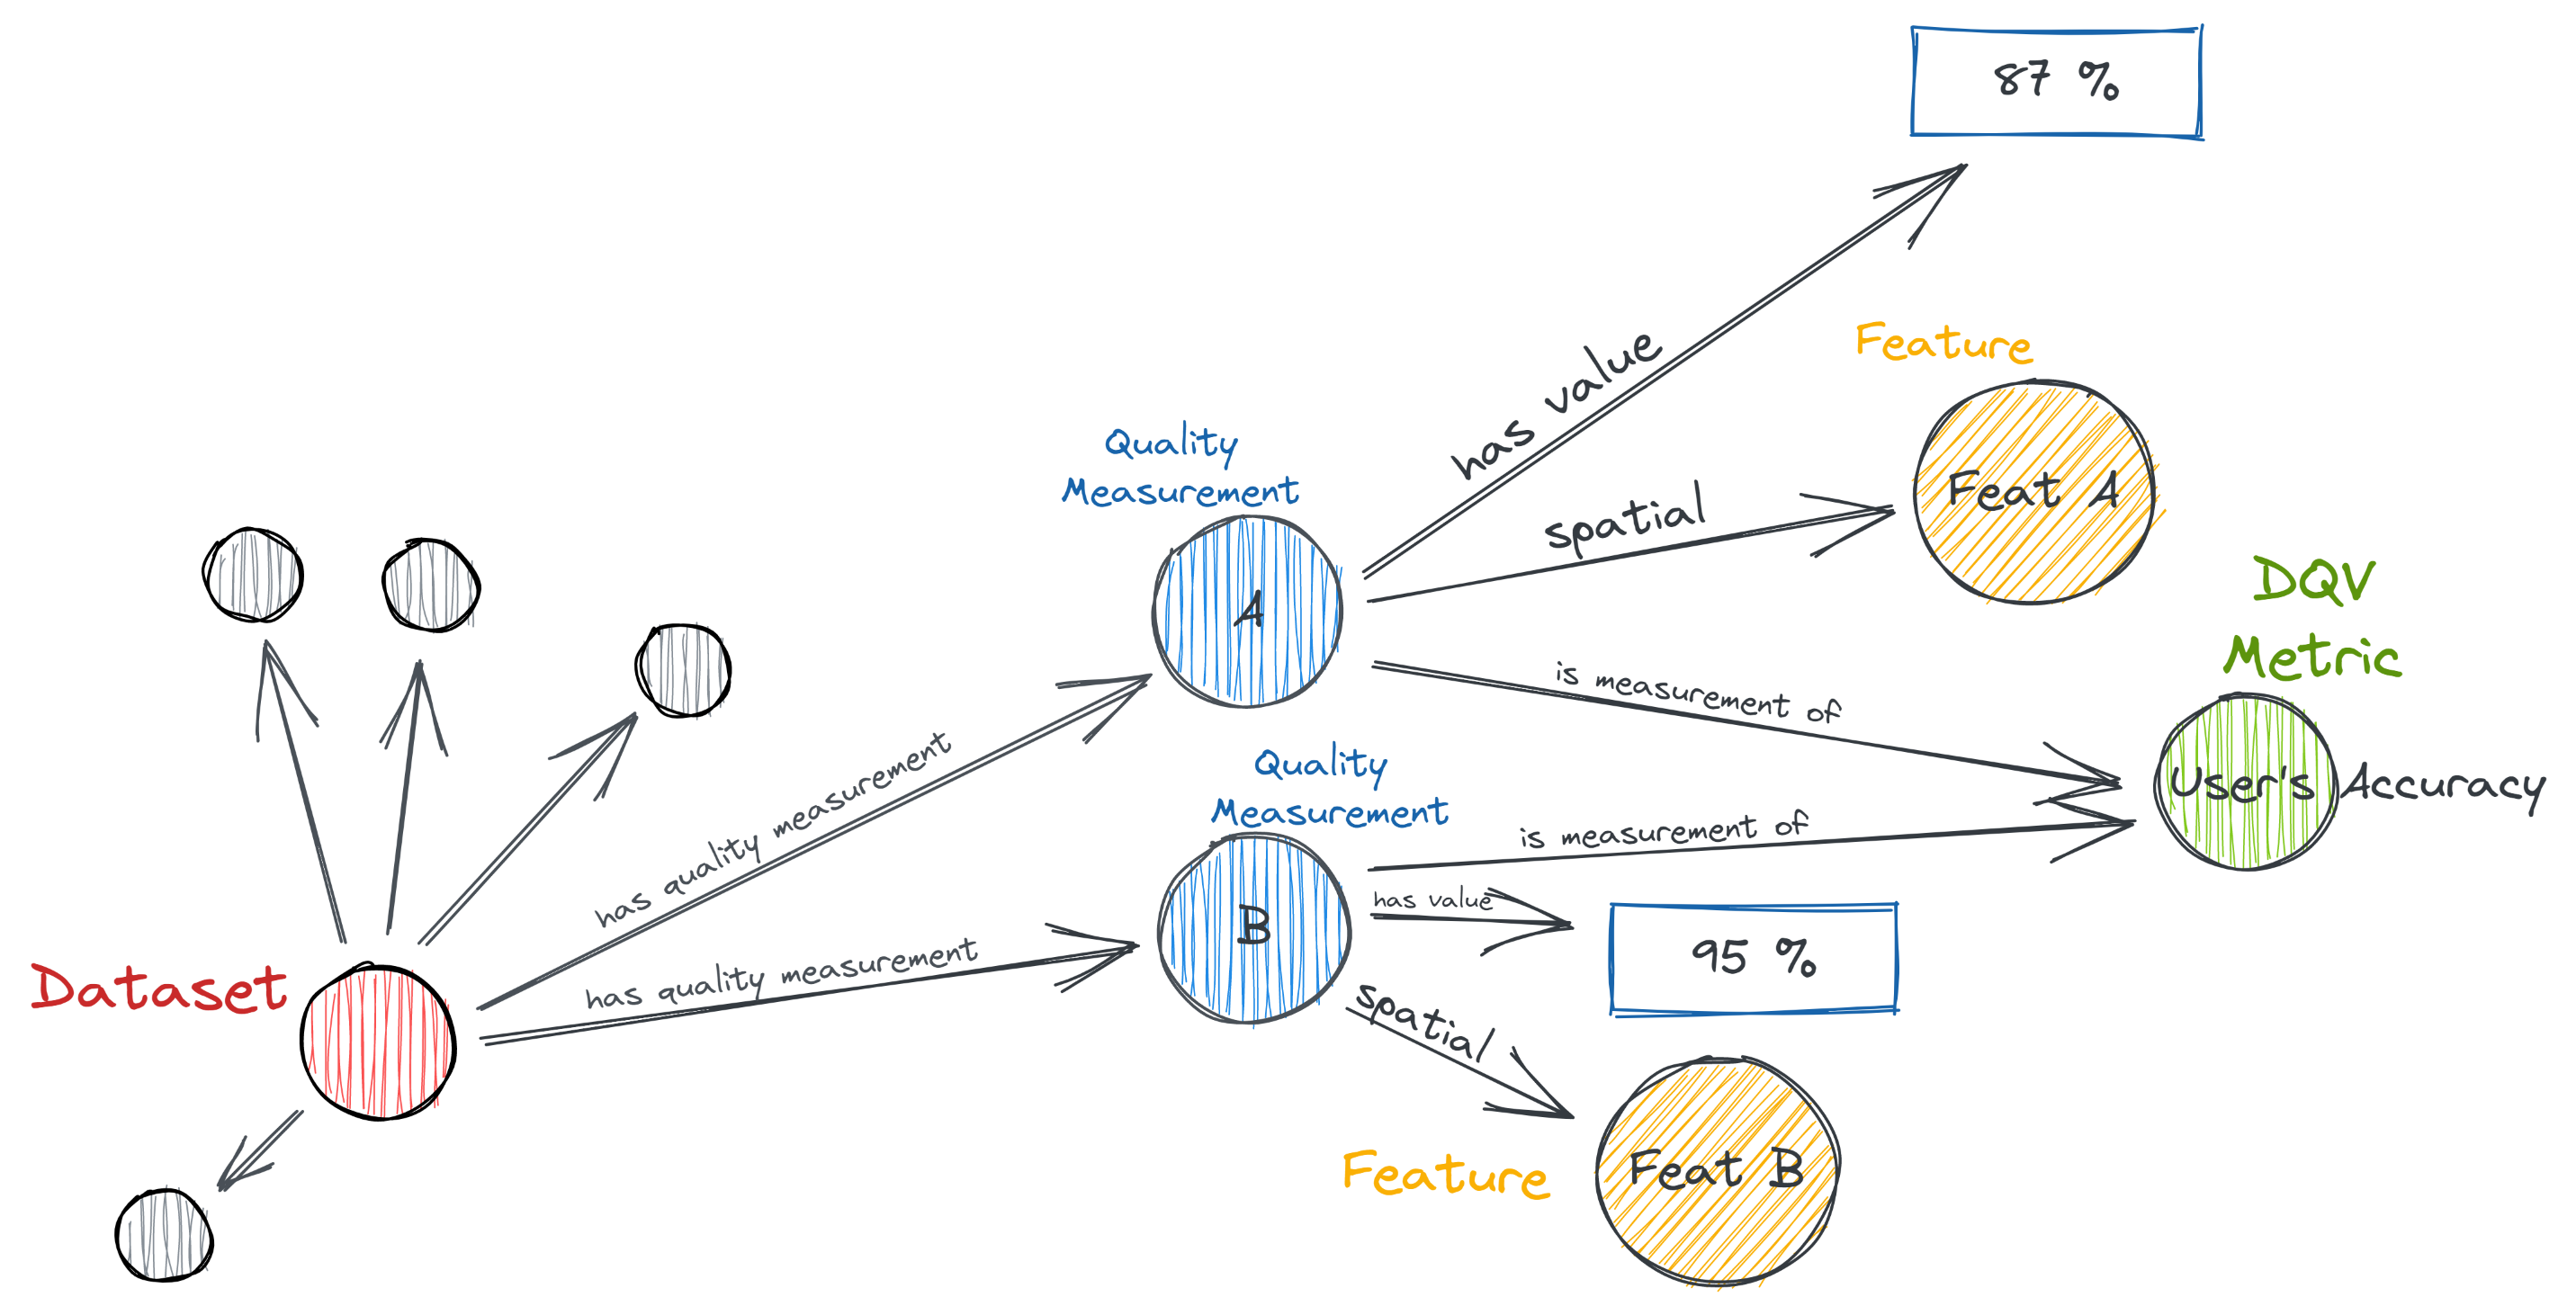 87 %
Feature
has value
Quality
Measurement
Feat A
spatial
DQV
Metric
A
is measurement of
has quality measurement
Quality
Measurement
User's Accuracy
is measurement of
has value
B
95 %
Dataset
has quality measurement
spatial
Feature
Feat B